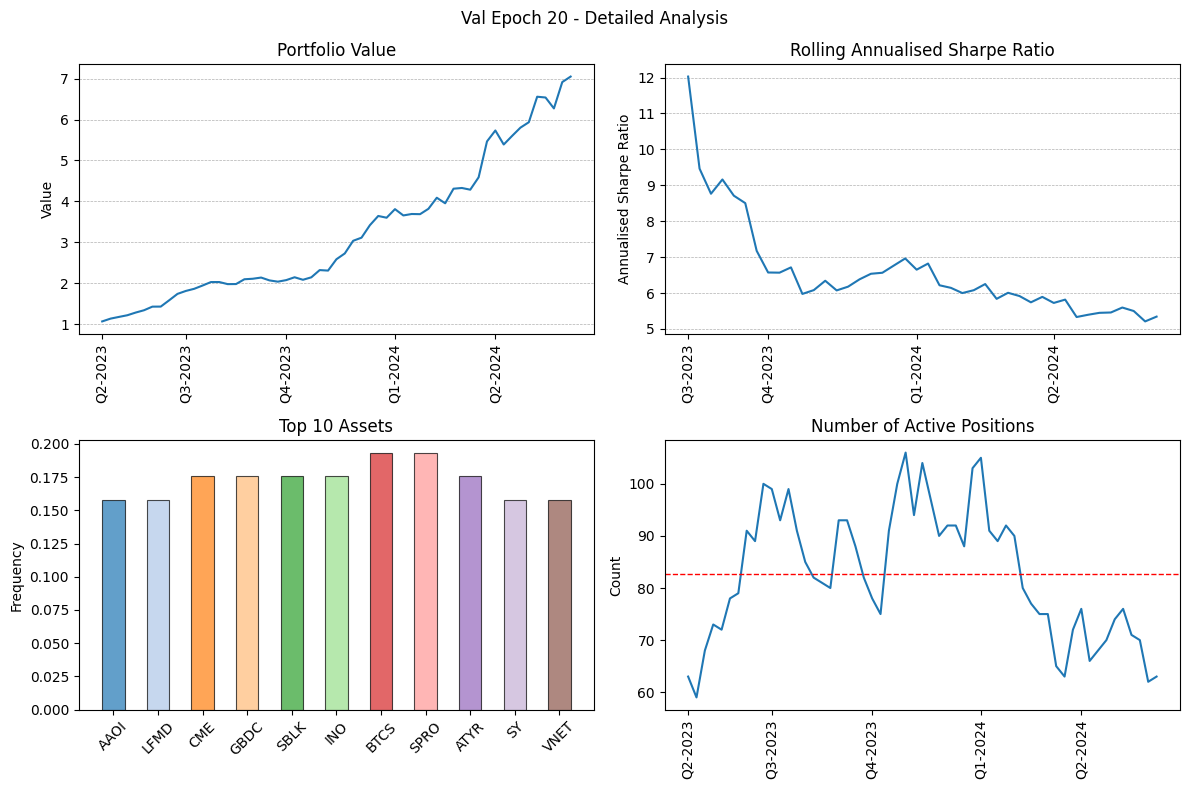 Val Epoch 20 - Detailed Analysis
Portfolio Value
Value
7
6
5
4
3
2
1
Q2-2023
Q3-2023
Q4-2023
Q1-2024
Q2-2024
Rolling Annualised Sharpe Ratio
Annualised Sharpe Ratio
12
11
10
9
8
7
6
5
Q3-2023
Q4-2023
Q1-2024
Q2-2024
Top 10 Assets
Frequency
0.200
0.175
0.150
0.125
0.100
0.075
0.050
0.025
0.000
AAOI
LFMD
CME
GBDC
SBLK
INO
BTCS
SPRO
ATYR
SY
VNET
Number of Active Positions
Count
100
90
80
70
60
Q2-2023
Q3-2023
Q4-2023
Q1-2024
Q2-2024